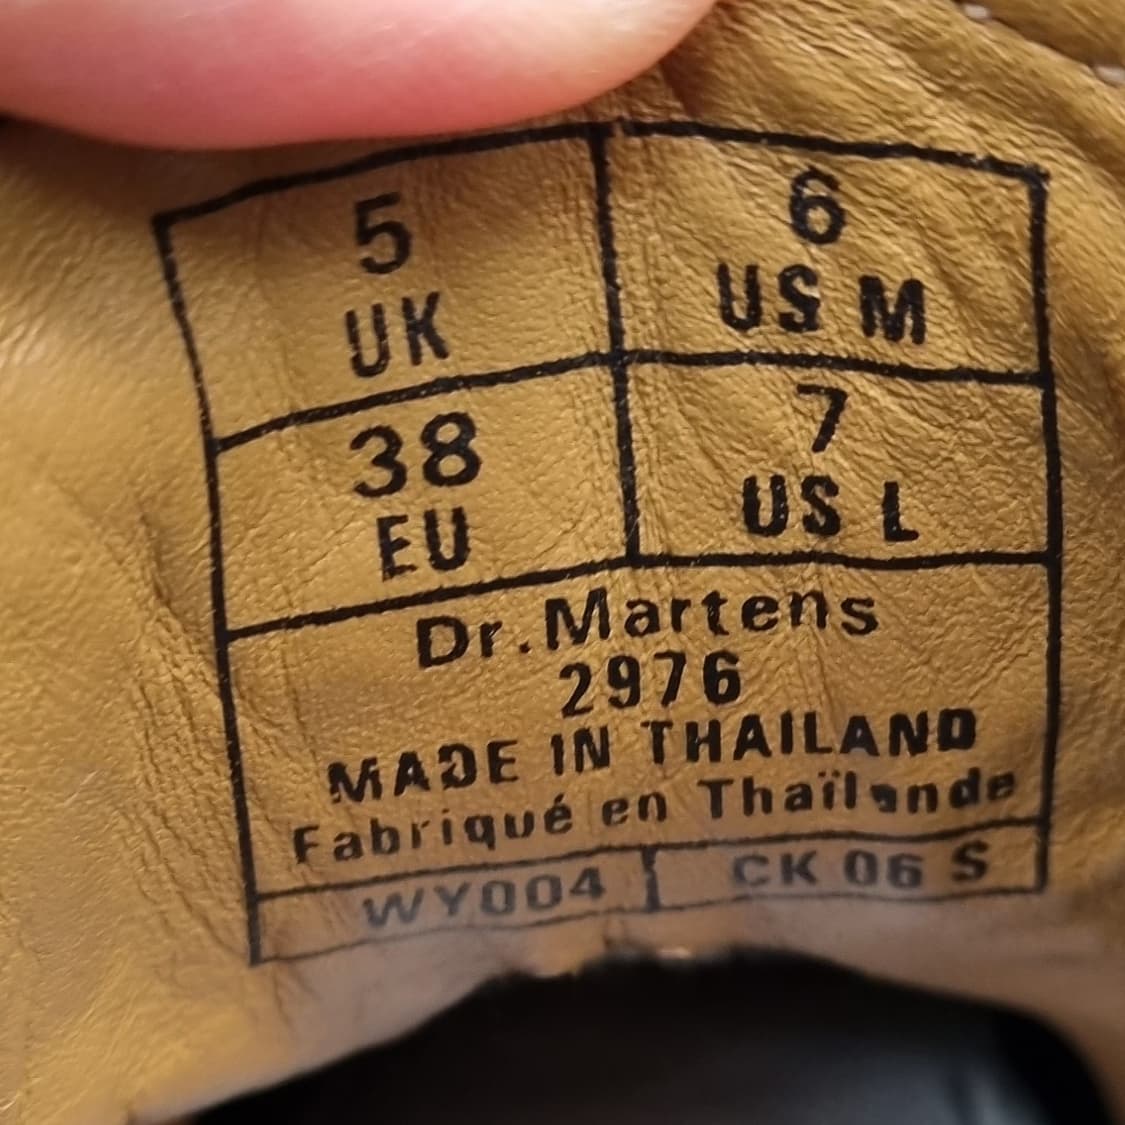 5
UK
6
US M
38
EU
7
US L
Dr.Martens
2976
MADE IN THAILAND
Fabriqué en Thaïlande
WY004
CK 06 S